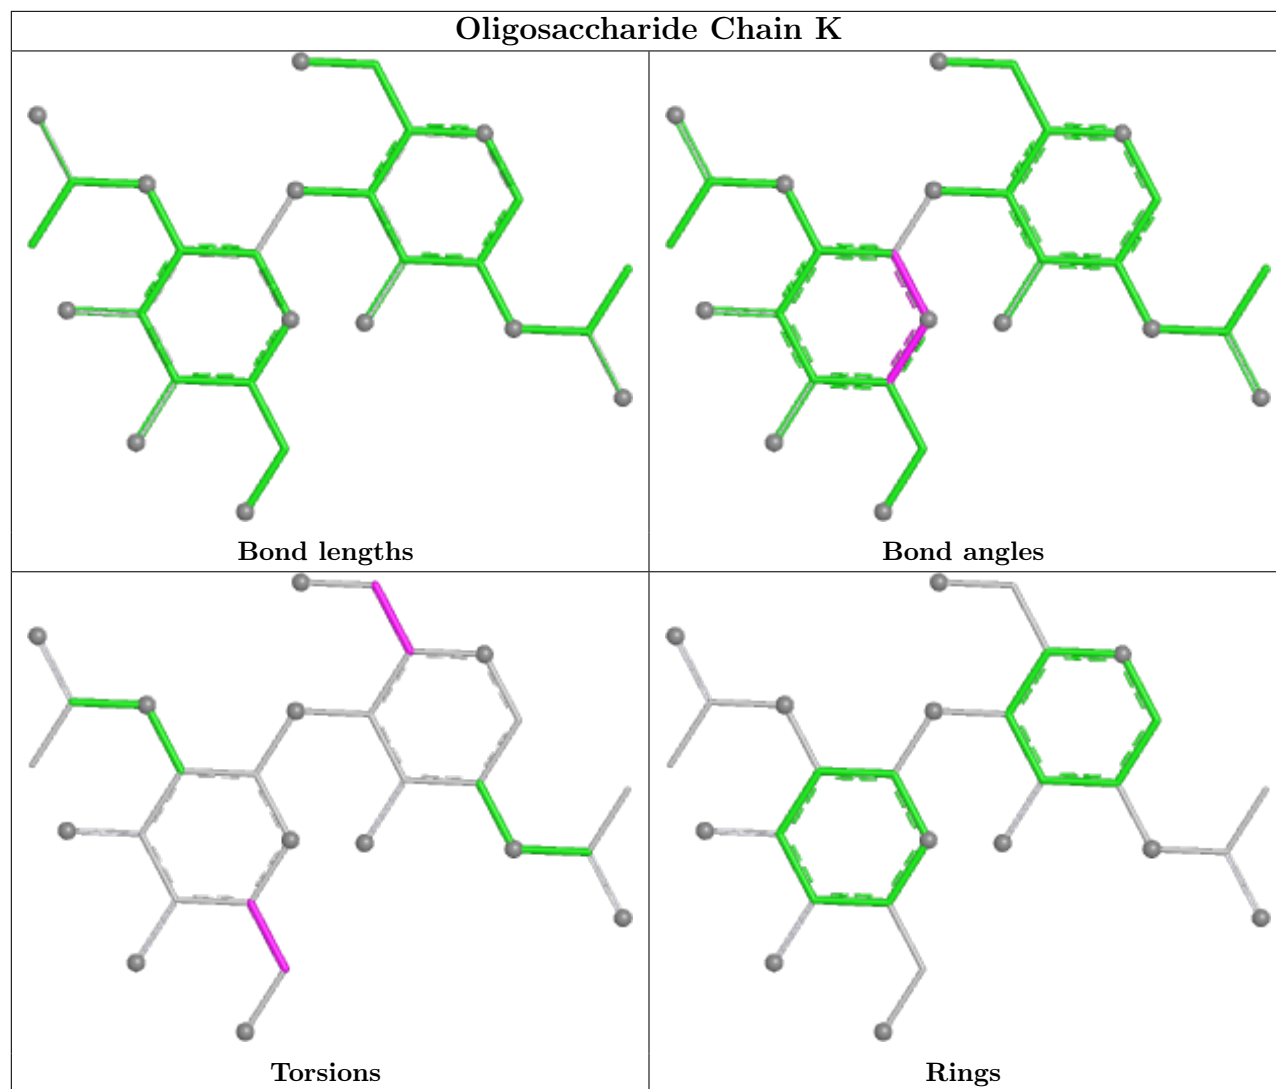 Oligosaccharide Chain K
Bond lengths
Bond angles
Torsions
Rings